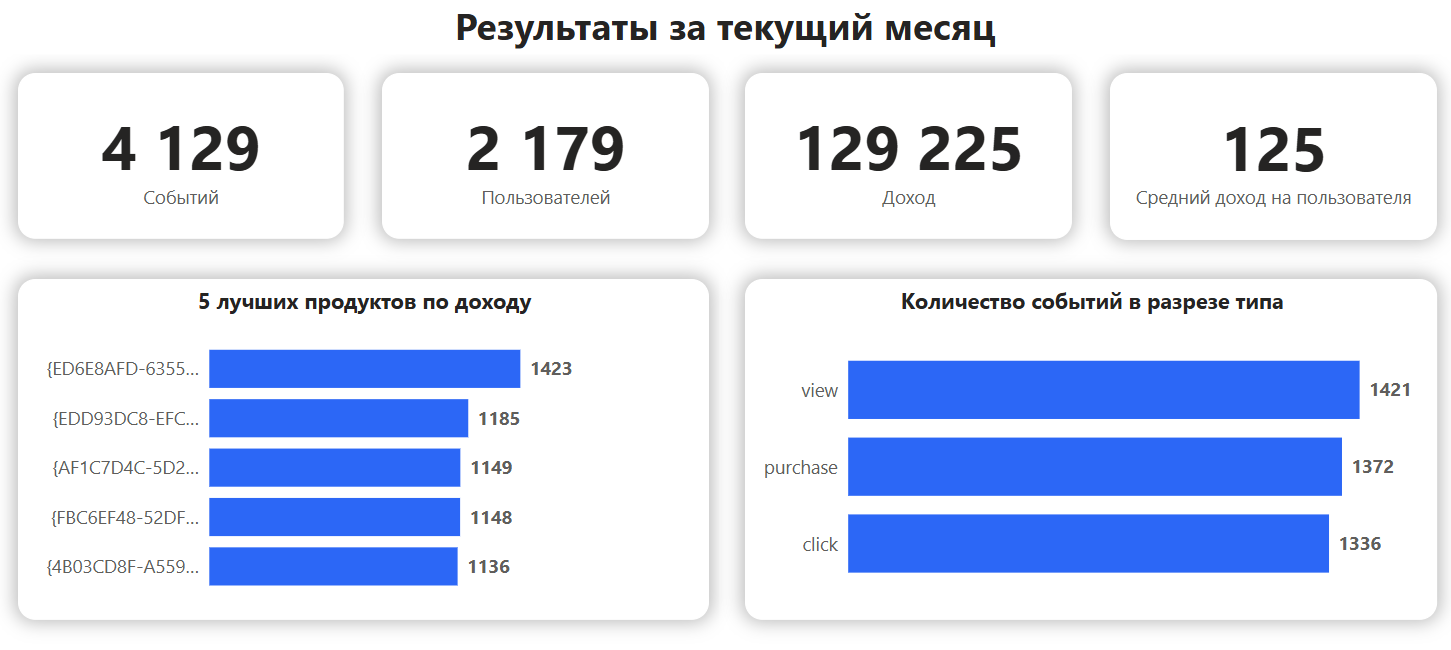 Результаты за текущий месяц
4 129
Событий
2 179
Пользователей
129 225
Доход
125
Средний доход на пользователя
5 лучших продуктов по доходу
{ED6E8AFD-6355... 1423
{EDD93DC8-EFC... 1185
{AF1C7D4C-5D2... 1149
{FBC6EF48-52DF... 1148
{4B03CD8F-A559... 1136
Количество событий в разрезе типа
view 1421
purchase 1372
click 1336